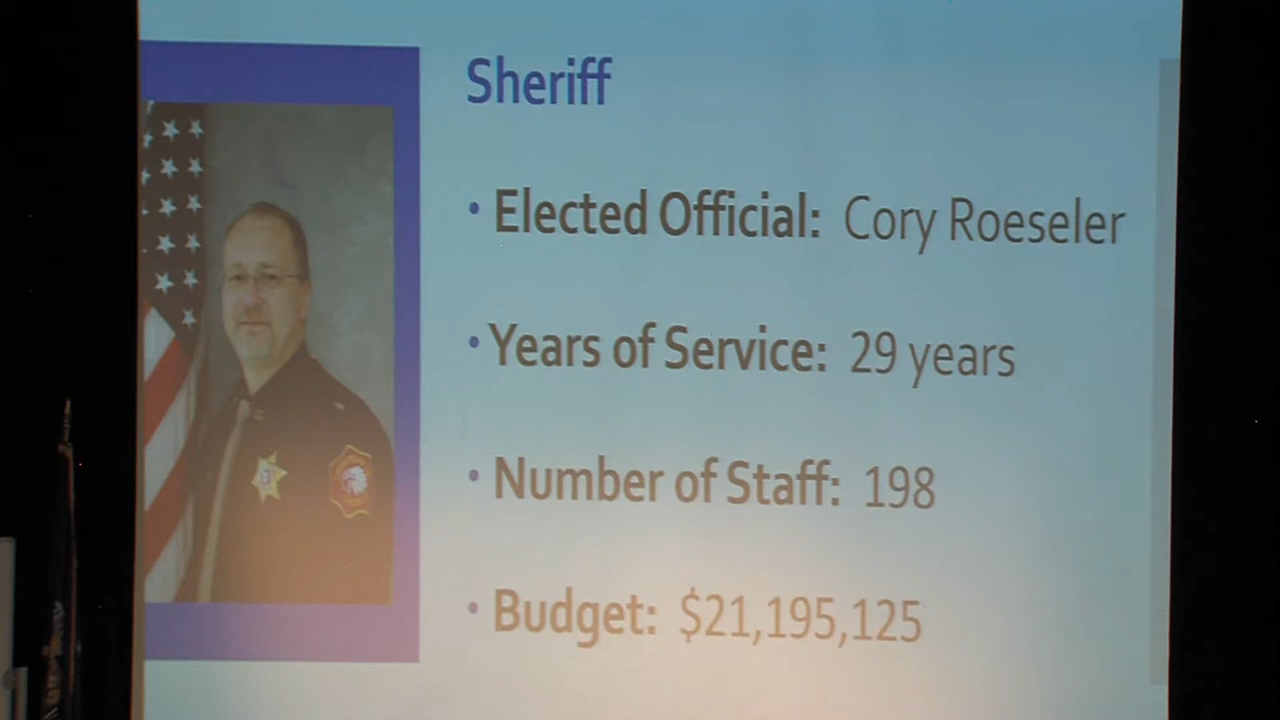 Sheriff
• Elected Official: Cory Roeseler
• Years of Service: 29 years
• Number of Staff: 198
• Budget: $21,195,125